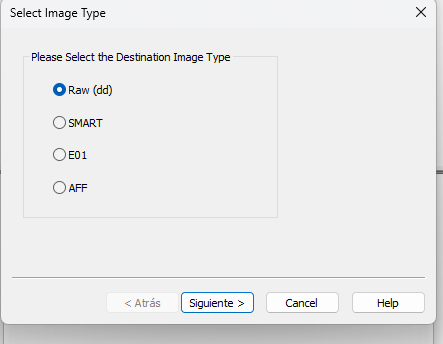 Select Image Type
Please Select the Destination Image Type
Raw (dd)
SMART
E01
AFF
< Atrás Siguiente > Cancel Help